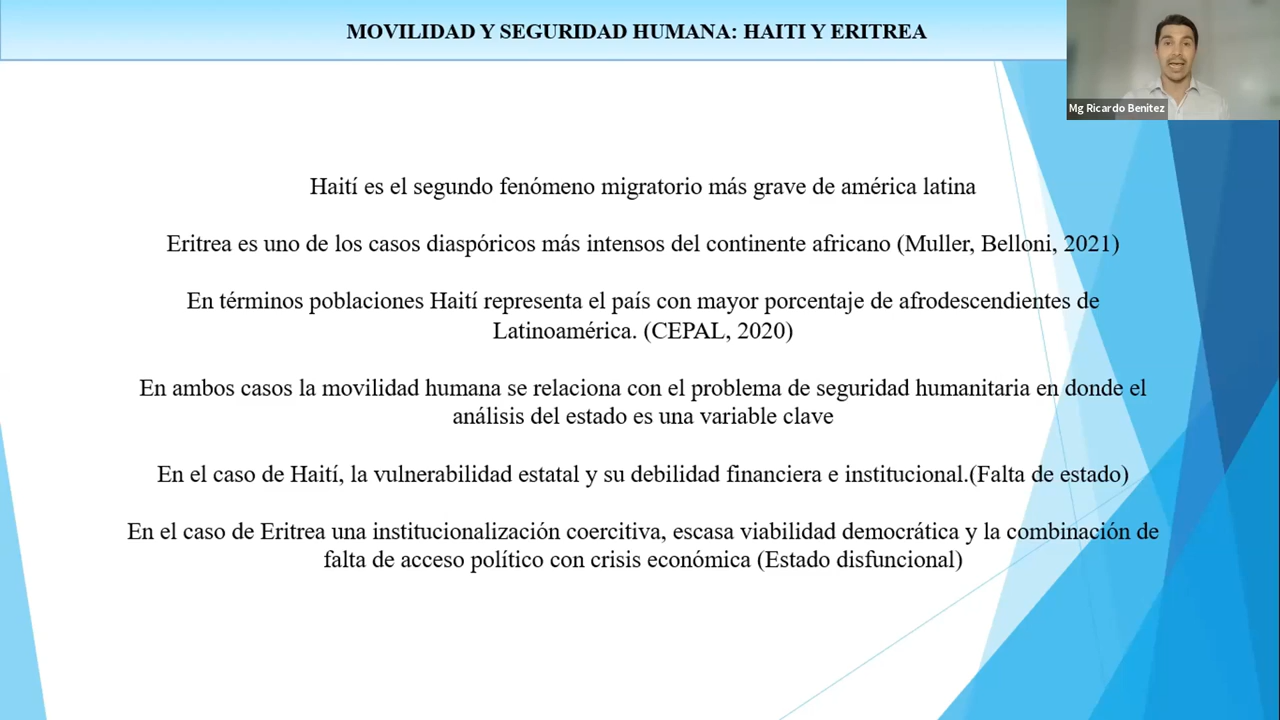 MOVILIDAD Y SEGURIDAD HUMANA: HAITI Y ERITREA
Mg Ricardo Benítez
Haití es el segundo fenómeno migratorio más grave de américa latina
Eritrea es uno de los casos diaspóricos más intensos del continente africano (Muller, Belloni, 2021)
En términos poblaciones Haití representa el país con mayor porcentaje de afrodescendientes de
Latinoamérica. (CEPAL, 2020)
En ambos casos la movilidad humana se relaciona con el problema de seguridad humanitaria en donde el
análisis del estado es una variable clave
En el caso de Haití, la vulnerabilidad estatal y su debilidad financiera e institucional.(Falta de estado)
En el caso de Eritrea una institucionalización coercitiva, escasa viabilidad democrática y la combinación de
falta de acceso político con crisis económica (Estado disfuncional)